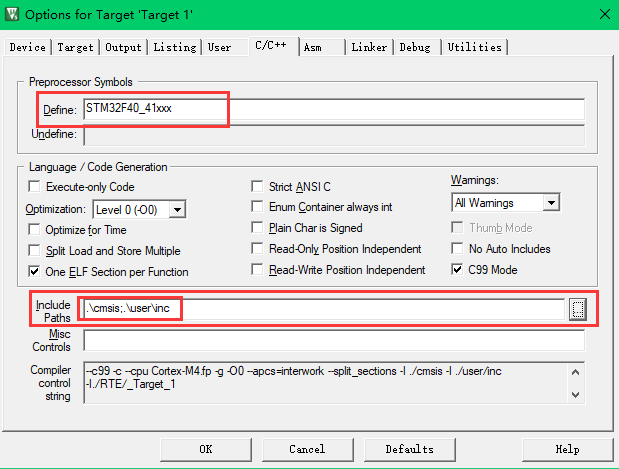 Options for Target 'Target 1'
Device Target Output Listing User C/C++ Asm Linker Debug Utilities
Preprocessor Symbols
Define: STM32F40_41xxx
Undefine:
Language / Code Generation
Execute-only Code
Strict ANSI C
Warnings:
Optimization: Level 0 (-O0)
Enum Container always int
All Warnings
Optimize for Time
Plain Char is Signed
Thumb Mode
Split Load and Store Multiple
Read-Only Position Independent
No Auto Includes
One ELF Section per Function
Read-Write Position Independent
C99 Mode
Include Paths .\cmsis;.\user\inc
...
Misc Controls
Compiler control string
--c99 -c --cpu Cortex-M4.fp -g -O0 --apcs=interwork --split_sections -I ./cmsis -I ./user/inc
-I./RTE/_Target_1
OK Cancel Defaults Help